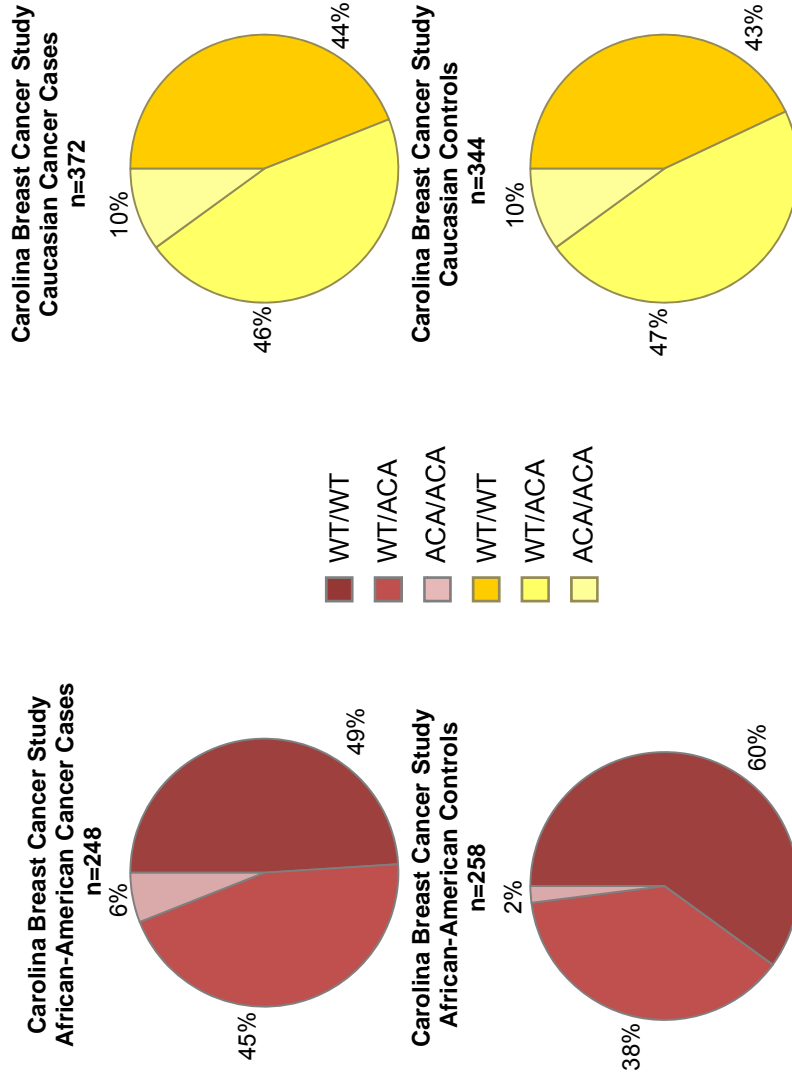 Carolina Breast Cancer Study
African-American Cancer Cases
n=248
6%
45%
49%
Carolina Breast Cancer Study
Caucasian Cancer Cases
n=372
10%
46%
44%
WT/WT
WT/ACA
ACA/ACA
WT/WT
WT/ACA
ACA/ACA
Carolina Breast Cancer Study
African-American Controls
n=258
2%
38%
60%
Carolina Breast Cancer Study
Caucasian Controls
n=344
10%
47%
43%